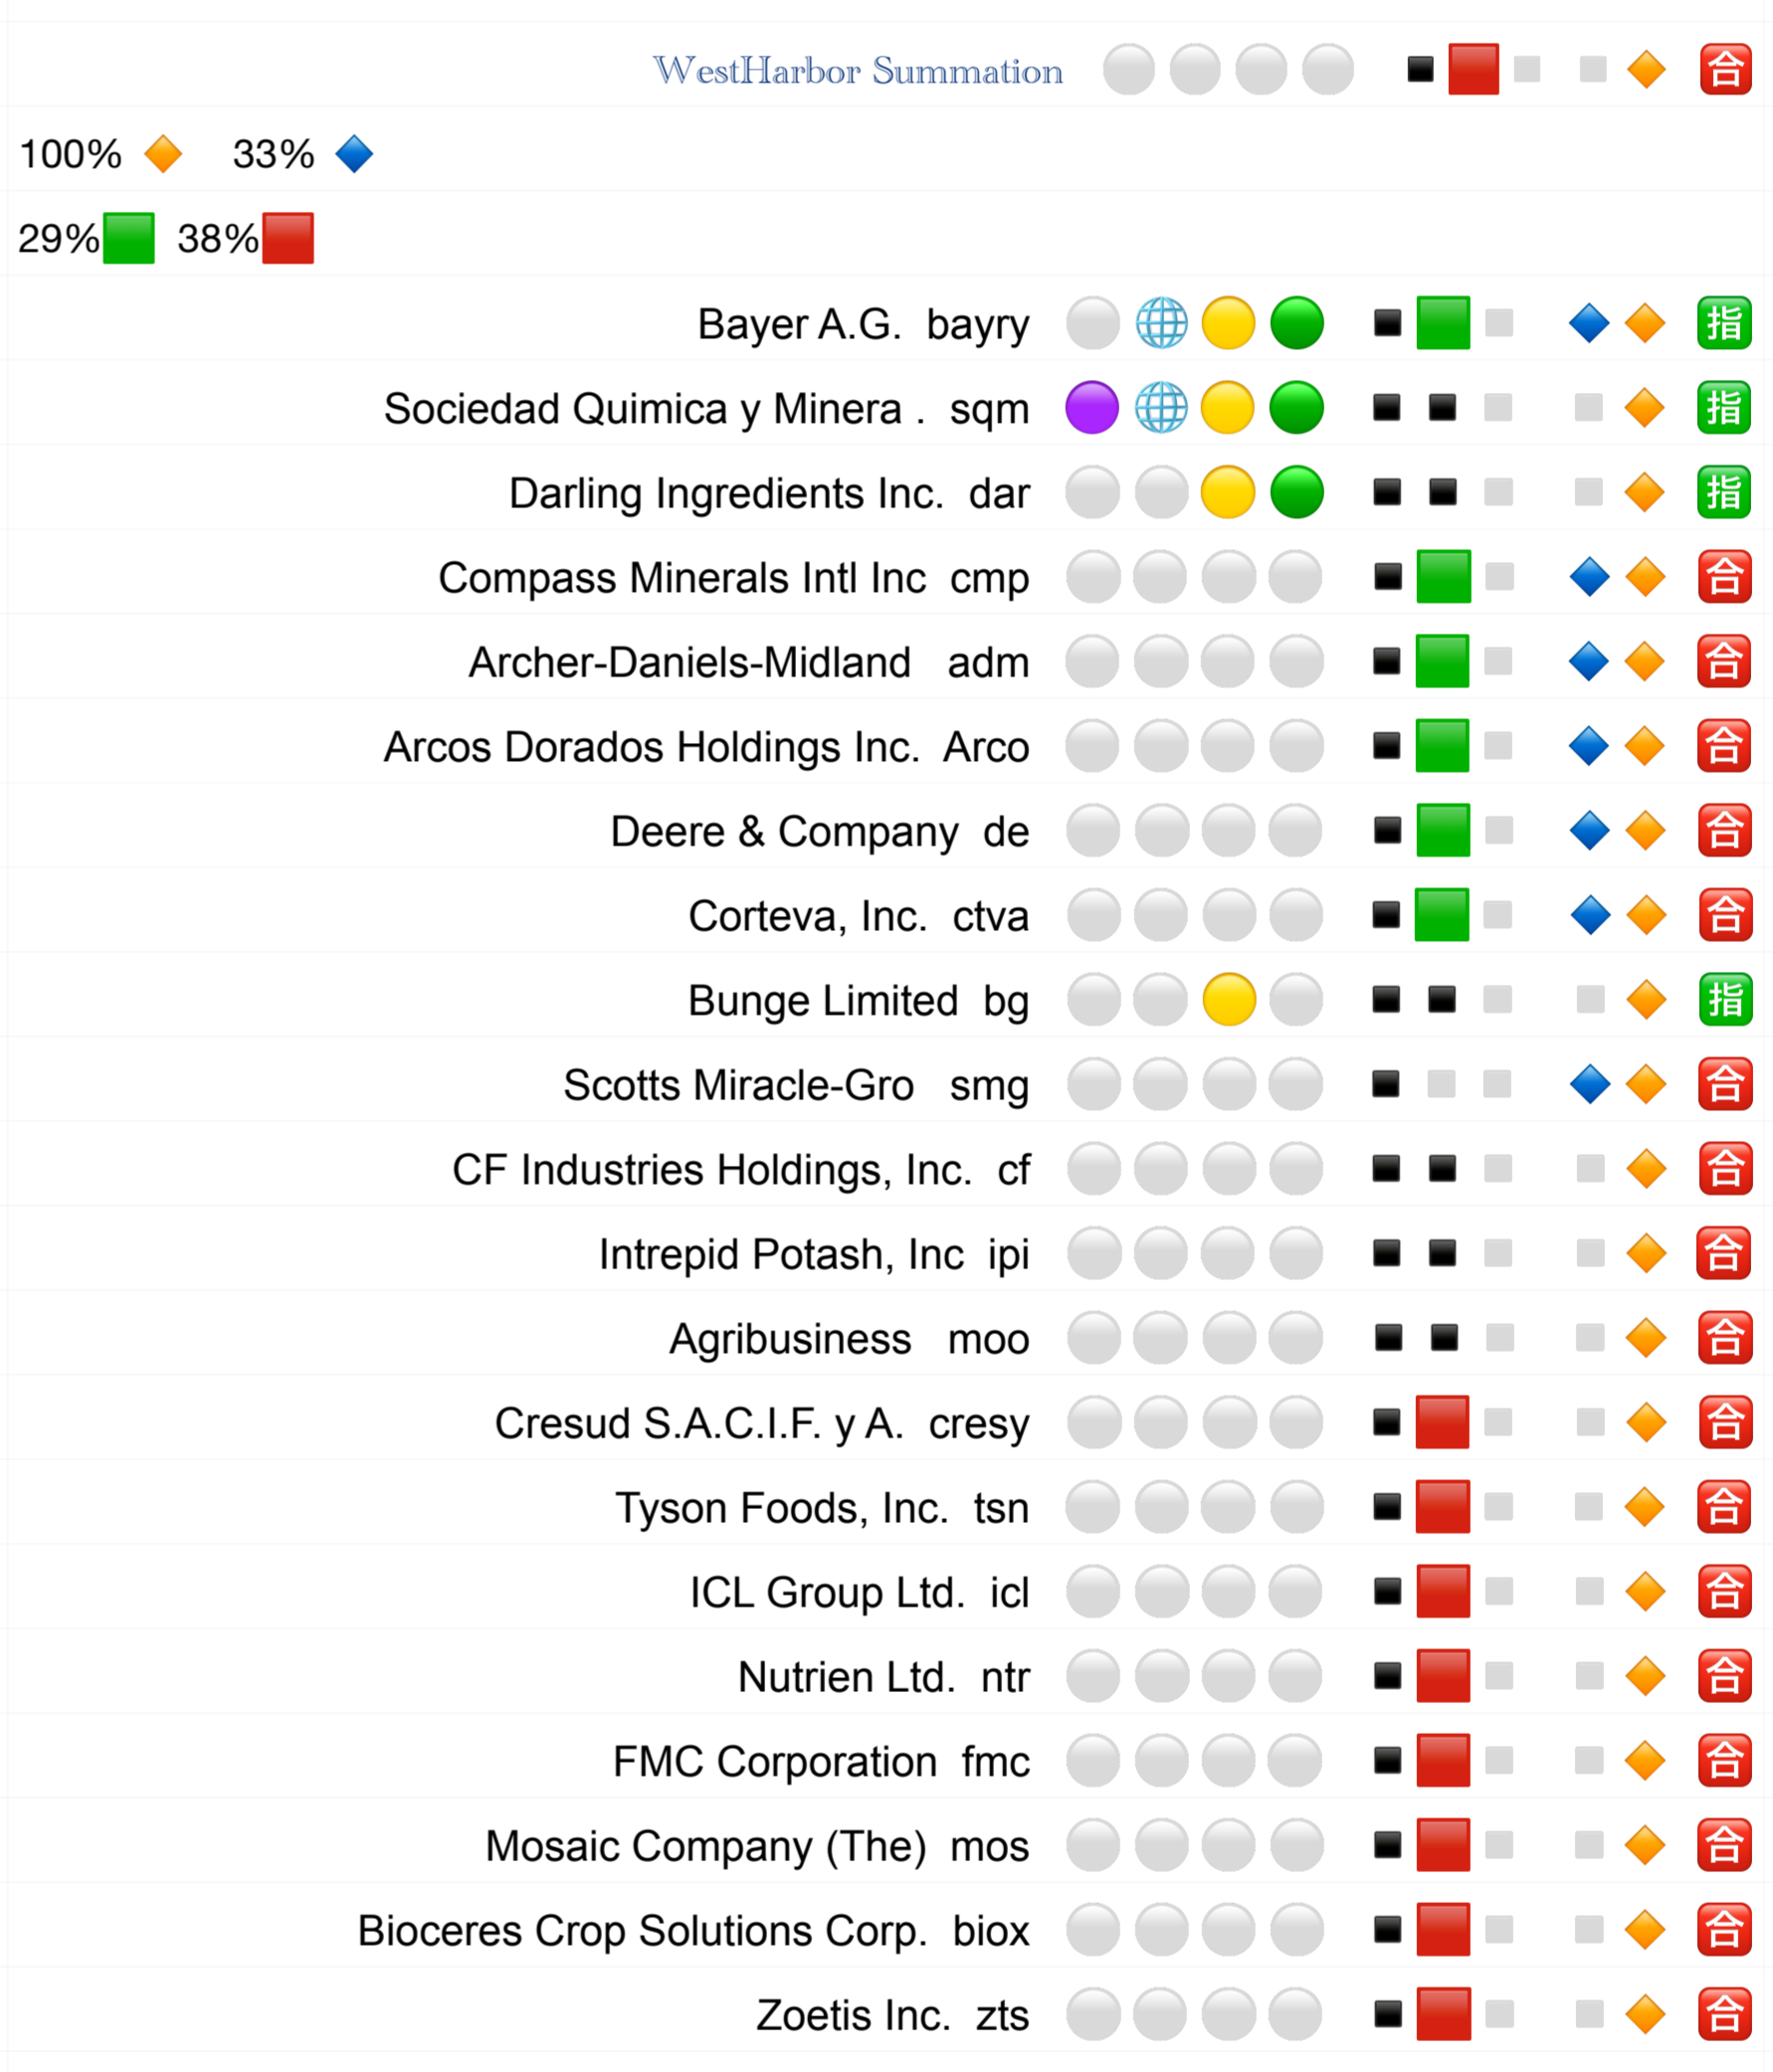 WestHarbor Summation 合
100% 33%
29% 38%
Bayer A.G. bayry 指
Sociedad Quimica y Minera . sqm 指
Darling Ingredients Inc. dar 指
Compass Minerals Intl Inc cmp 合
Archer-Daniels-Midland adm 合
Arcos Dorados Holdings Inc. Arco 合
Deere & Company de 合
Corteva, Inc. ctva 合
Bunge Limited bg 指
Scotts Miracle-Gro smg 合
CF Industries Holdings, Inc. cf 合
Intrepid Potash, Inc ipi 合
Agribusiness moo 合
Cresud S.A.C.I.F. y A. cresy 合
Tyson Foods, Inc. tsn 合
ICL Group Ltd. icl 合
Nutrien Ltd. ntr 合
FMC Corporation fmc 合
Mosaic Company (The) mos 合
Bioceres Crop Solutions Corp. biox 合
Zoetis Inc. zts 合